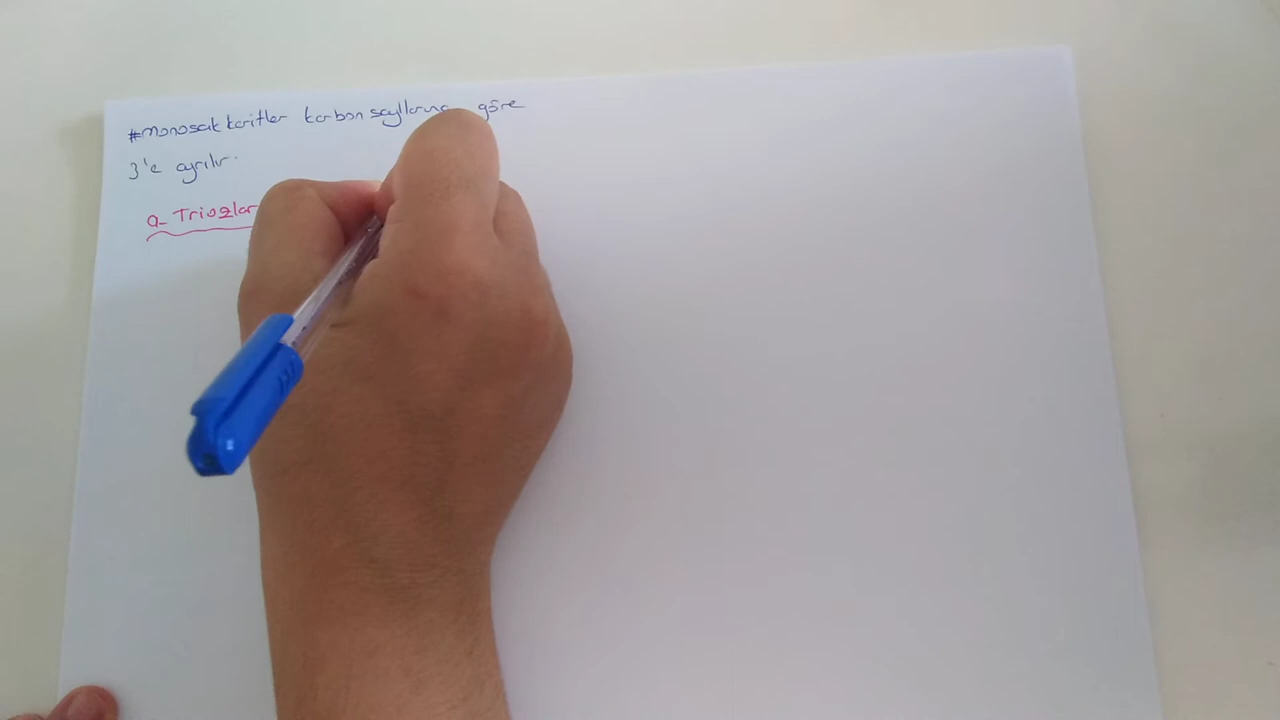 #monosakkaritler karbon sayılarına göre
3'e ayrılır.
a- Triozlar